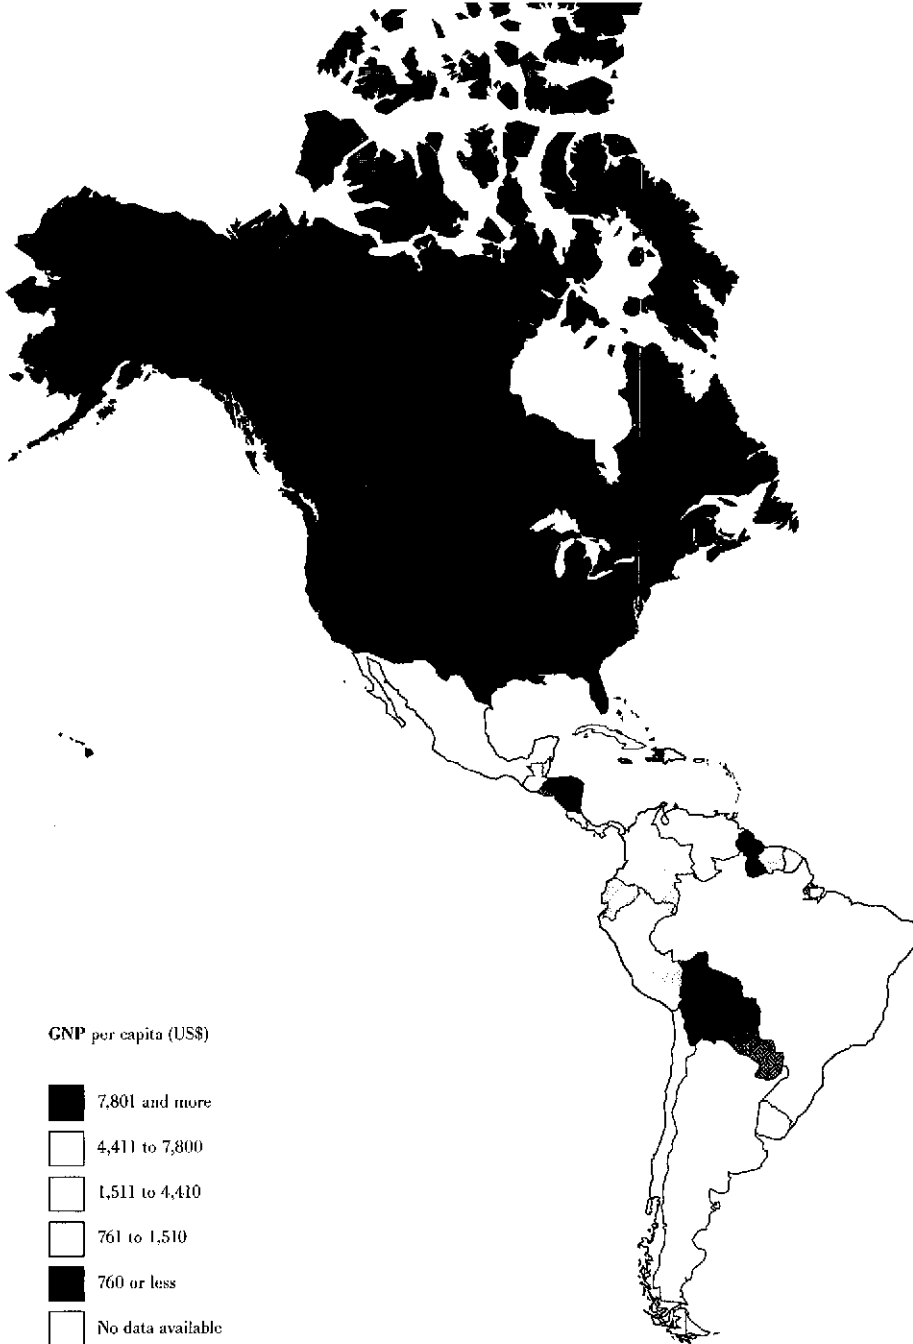 GNP per capita (US$)
7,801 and more
4,411 to 7,800
1,511 to 4,410
761 to 1,510
760 or less
No data available